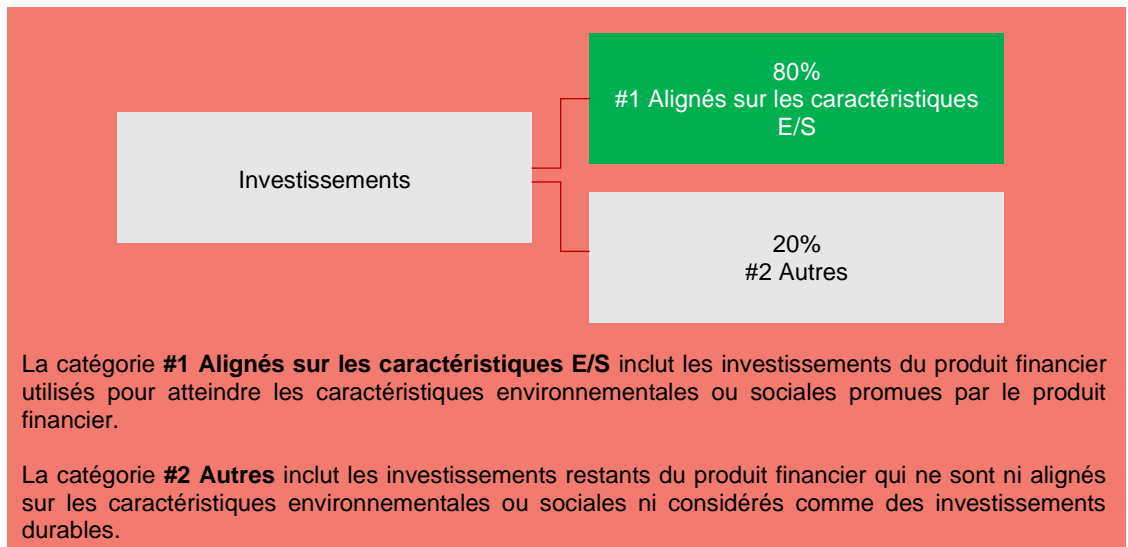 80%
#1 Alignés sur les caractéristiques
E/S
Investissements
20%
#2 Autres
La catégorie #1 Alignés sur les caractéristiques E/S inclut les investissements du produit financier
utilisés pour atteindre les caractéristiques environnementales ou sociales promues par le produit
financier.
La catégorie #2 Autres inclut les investissements restants du produit financier qui ne sont ni alignés
sur les caractéristiques environnementales ou sociales ni considérés comme des investissements
durables.